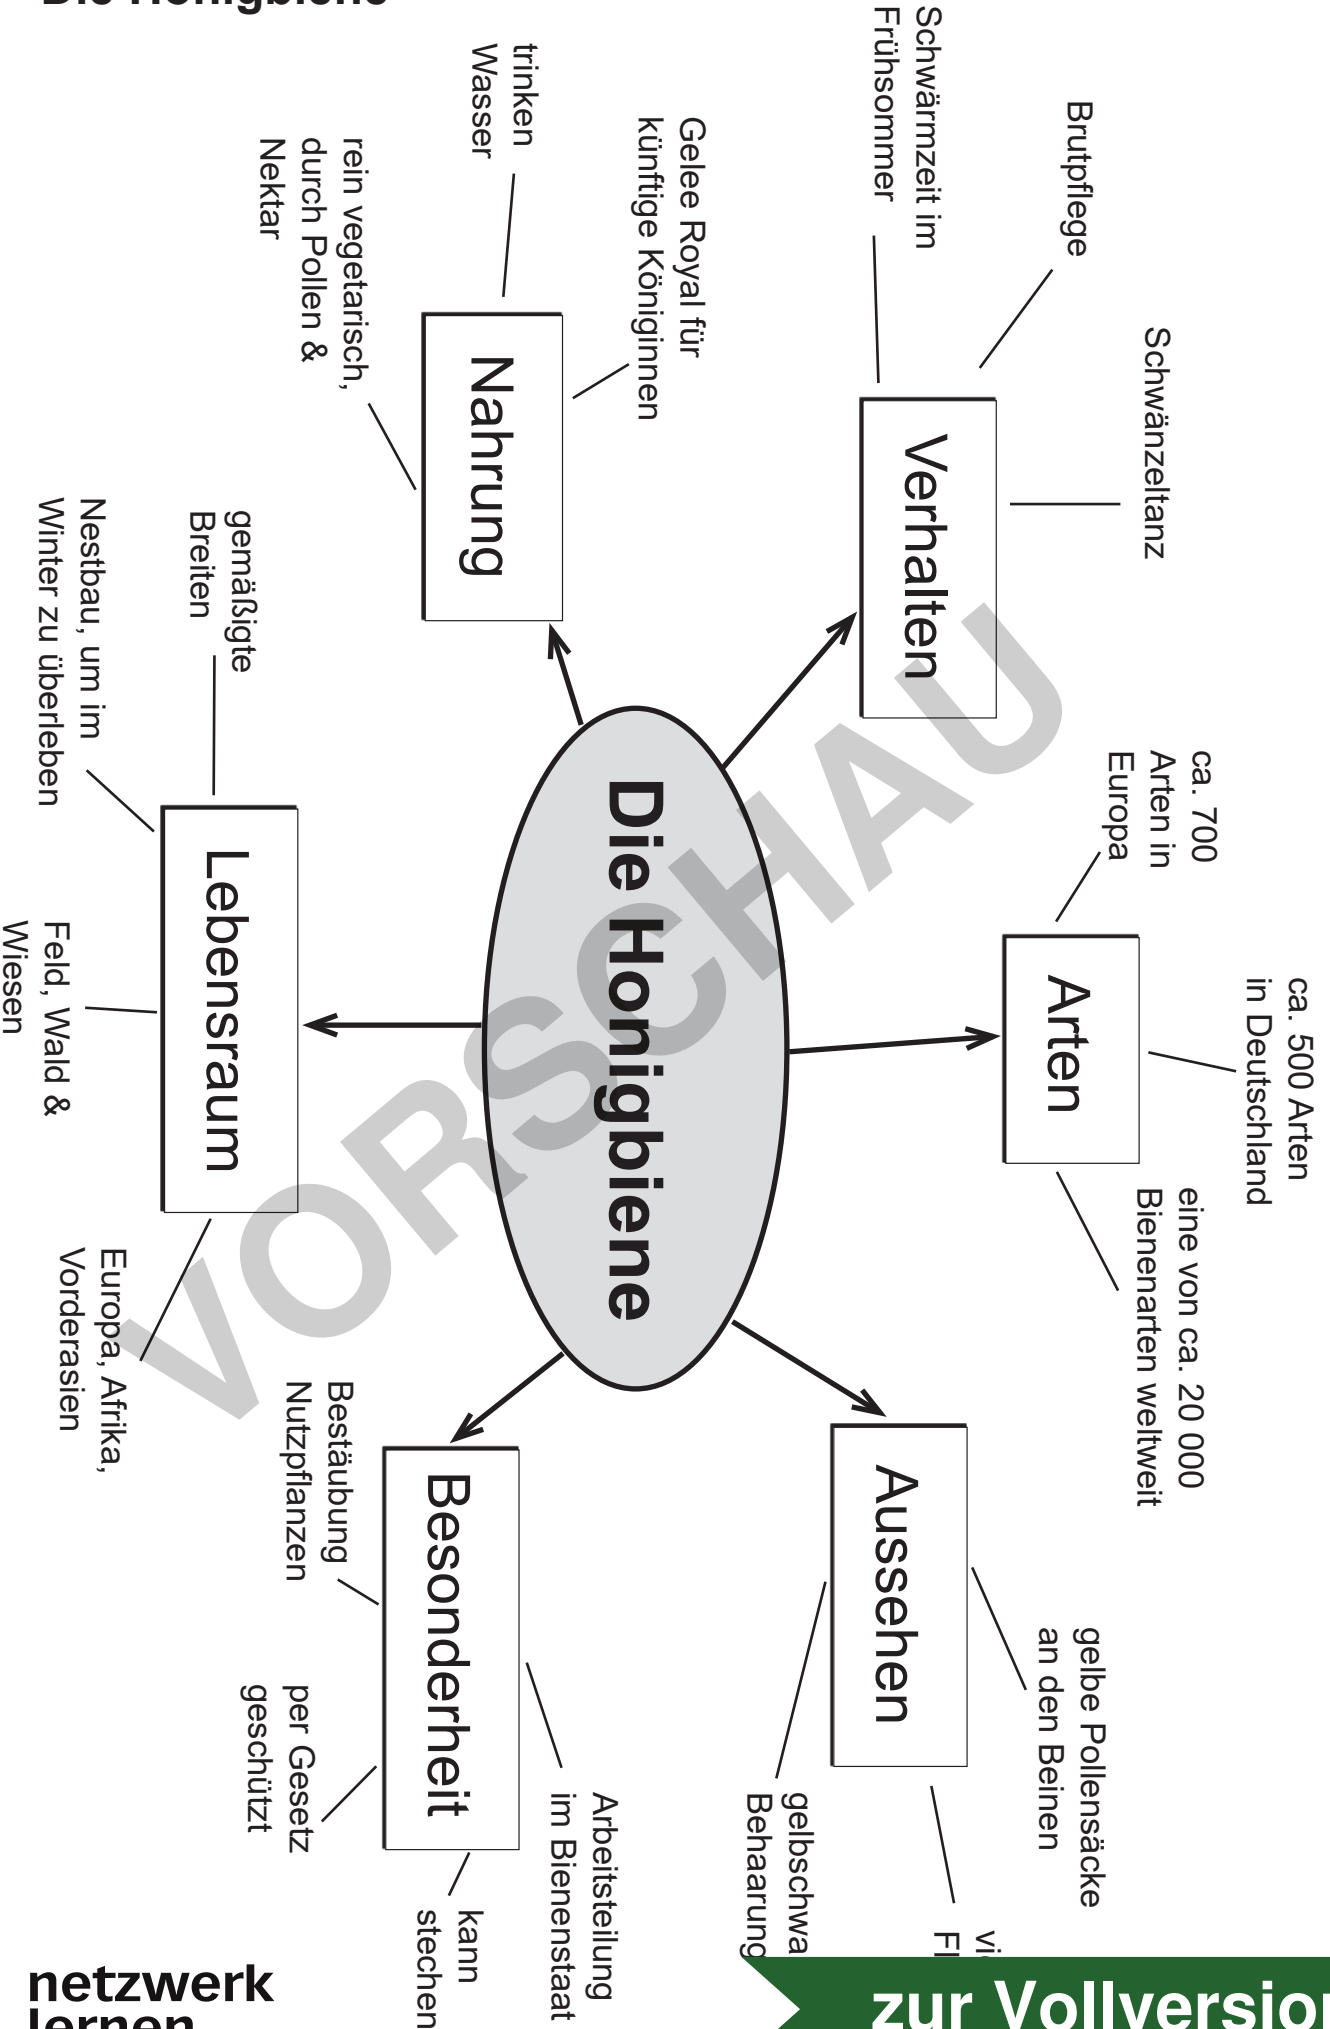 Die Honigbiene
Schwärmzeit im
Frühsommer
Brutpflege
Schwänzeltanz
Verhalten
trinken
Wasser
Gelee Royal für
künftige Königinnen
rein vegetarisch,
durch Pollen &
Nektar
Nahrung
ca. 700
Arten in
Europa
ca. 500 Arten
in Deutschland
eine von ca. 20 000
Bienenarten weltweit
Arten
Die Honigbiene
gemäßigte
Breiten
Nestbau, um im
Winter zu überleben
Feld, Wald &
Wiesen
Europa, Afrika,
Vorderasien
Lebensraum
Aussehen
gelbe Pollensäcke
an den Beinen
gelbschwa
Behaarung
Besonderheit
Bestäubung
Nutzpflanzen
per Gesetz
geschützt
Arbeitsteilung
im Bienenstaat
kann
stechen
VORSCHAU
netzwerk
lernen
zur Vollversion